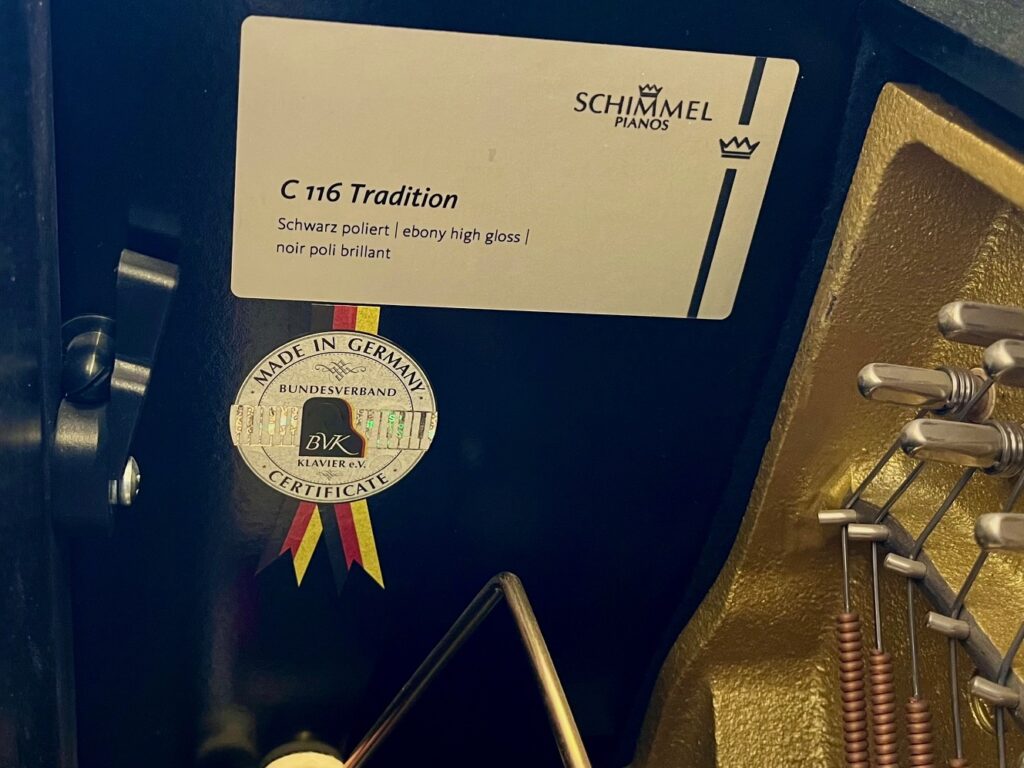 SCHIMMEL
PIANOS
C 116 Tradition
Schwarz poliert | ebony high gloss |
noir poli brillant
MADE IN GERMANY
BUNDESVERBAND
BVK
KLAVIER e.V.
CERTIFICATE